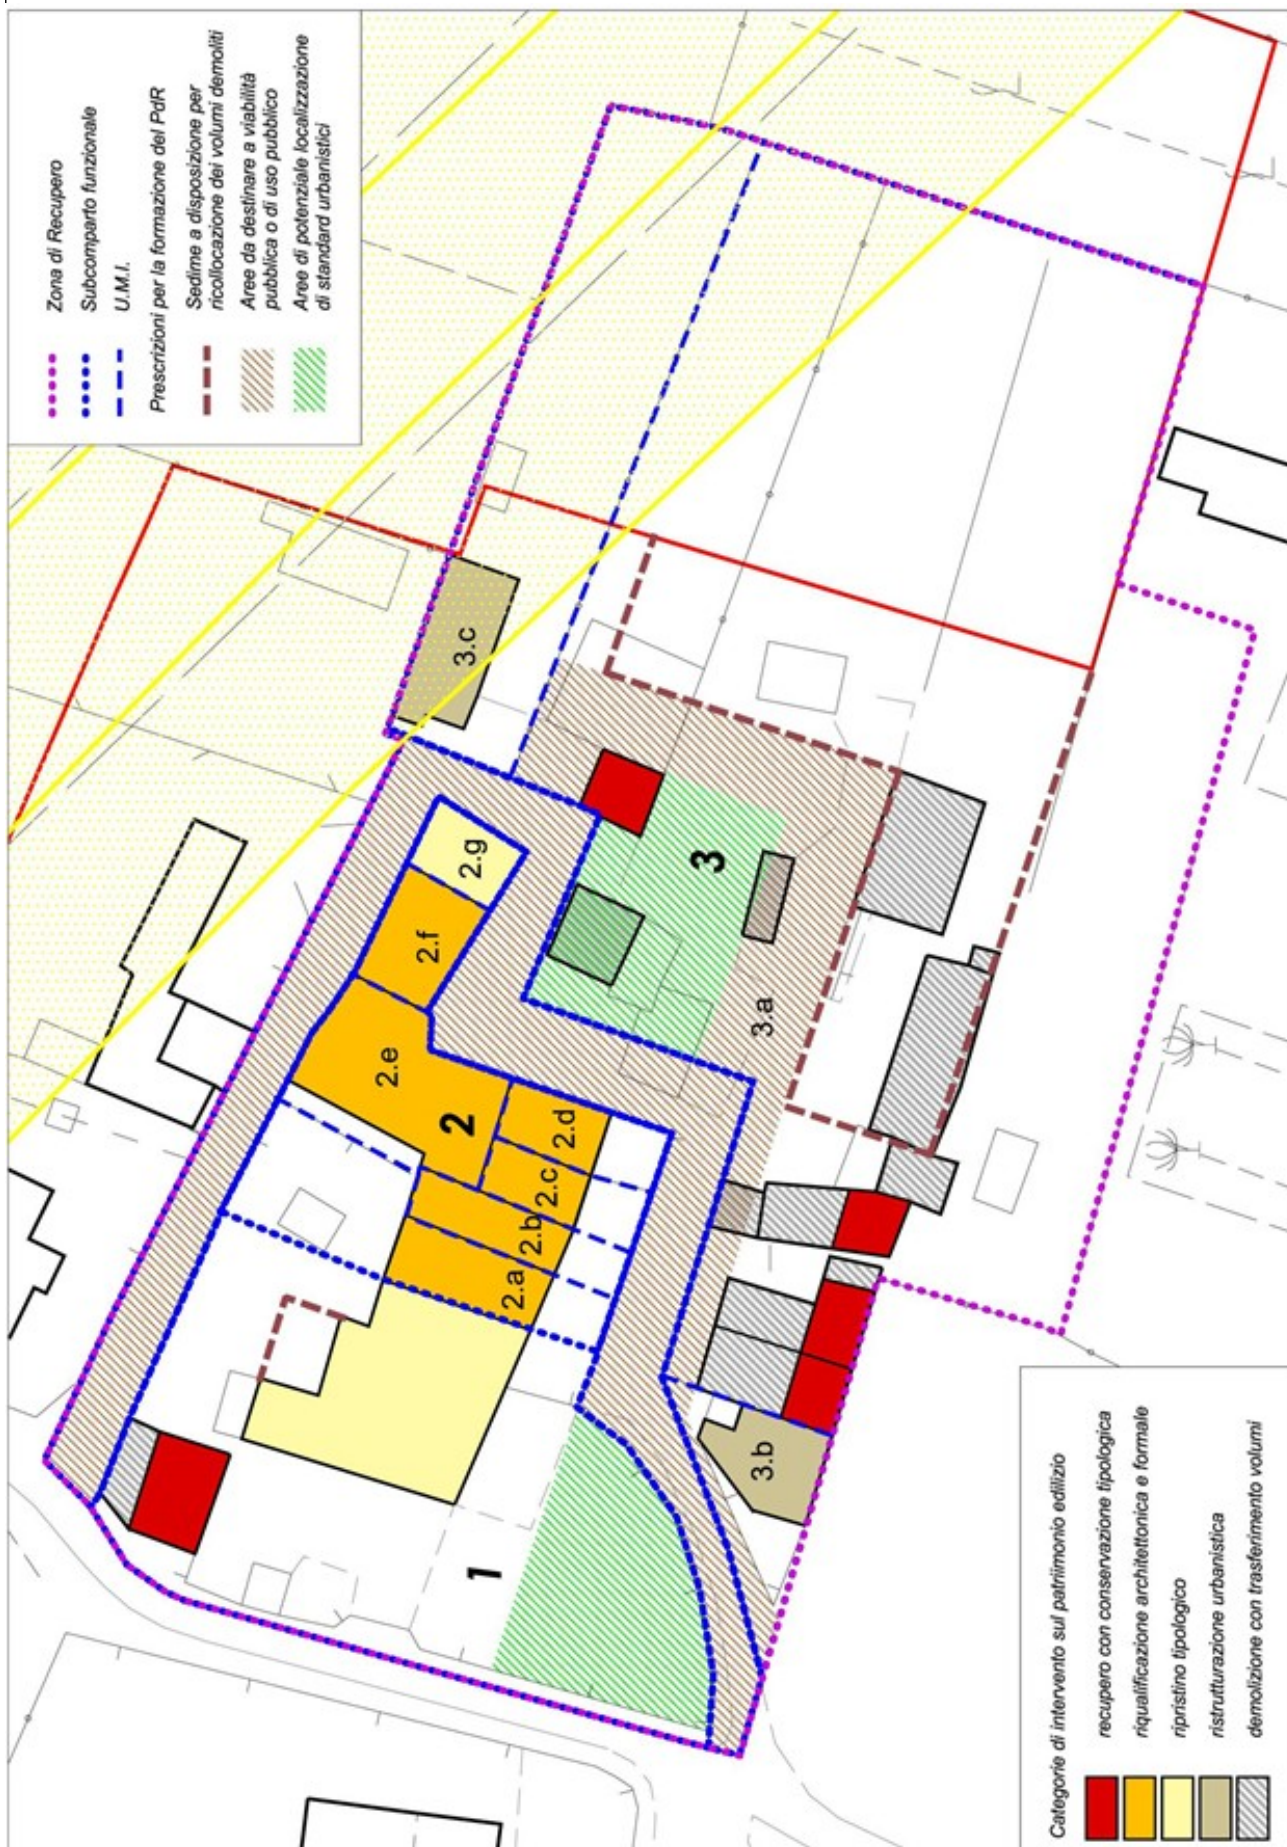 Zona di Recupero
Subcomparto funzionale
U.M.I.
Prescrizioni per la formazione del PdR
Sedime a disposizione per
ricollocazione dei volumi demoliti
Aree da destinare a viabilità
pubblica o di uso pubblico
Aree di potenziale localizzazione
di standard urbanistici
3.c
2.g
2.f
2.e
2
2.d
2.c
2.b
2.a
3
3.a
3.b
1
Categorie di intervento sul patrimonio edilizio
recupero con conservazione tipologica
riqualificazione architettonica e formale
ripristino tipologico
ristrutturazione urbanistica
demolizione con trasferimento volumi